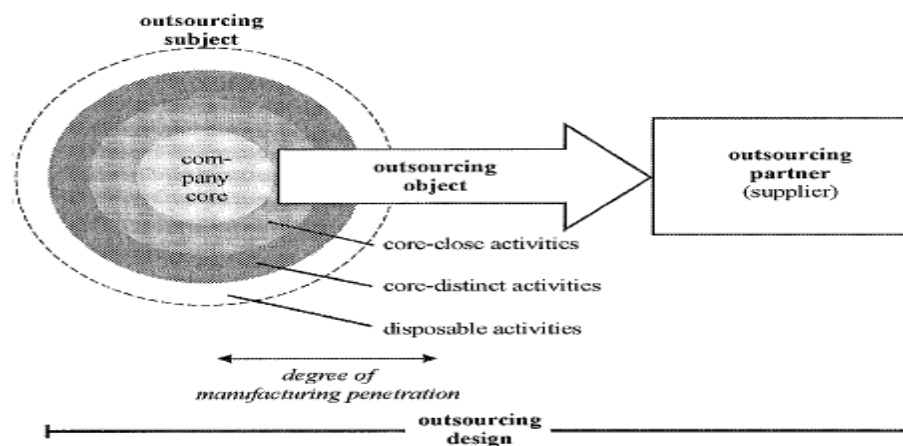 outsourcing
subject
com-
pany
core
outsourcing
object
outsourcing
partner
(supplier)
core-close activities
core-distinct activities
disposable activities
degree of
manufacturing penetration
outsourcing
design